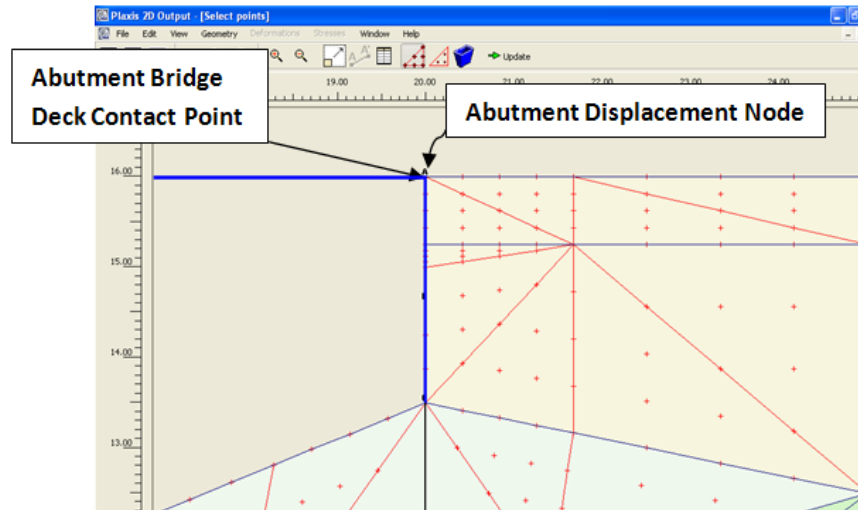 Plaxis 2D Output - [Select points]
File Edit View Geometry Deformations Stresses Window Help
Update
Abutment Bridge
Deck Contact Point
Abutment Displacement Node
19.00 20.00 21.00 22.00 23.00 24.00
A
16.00
15.00
14.00
13.00